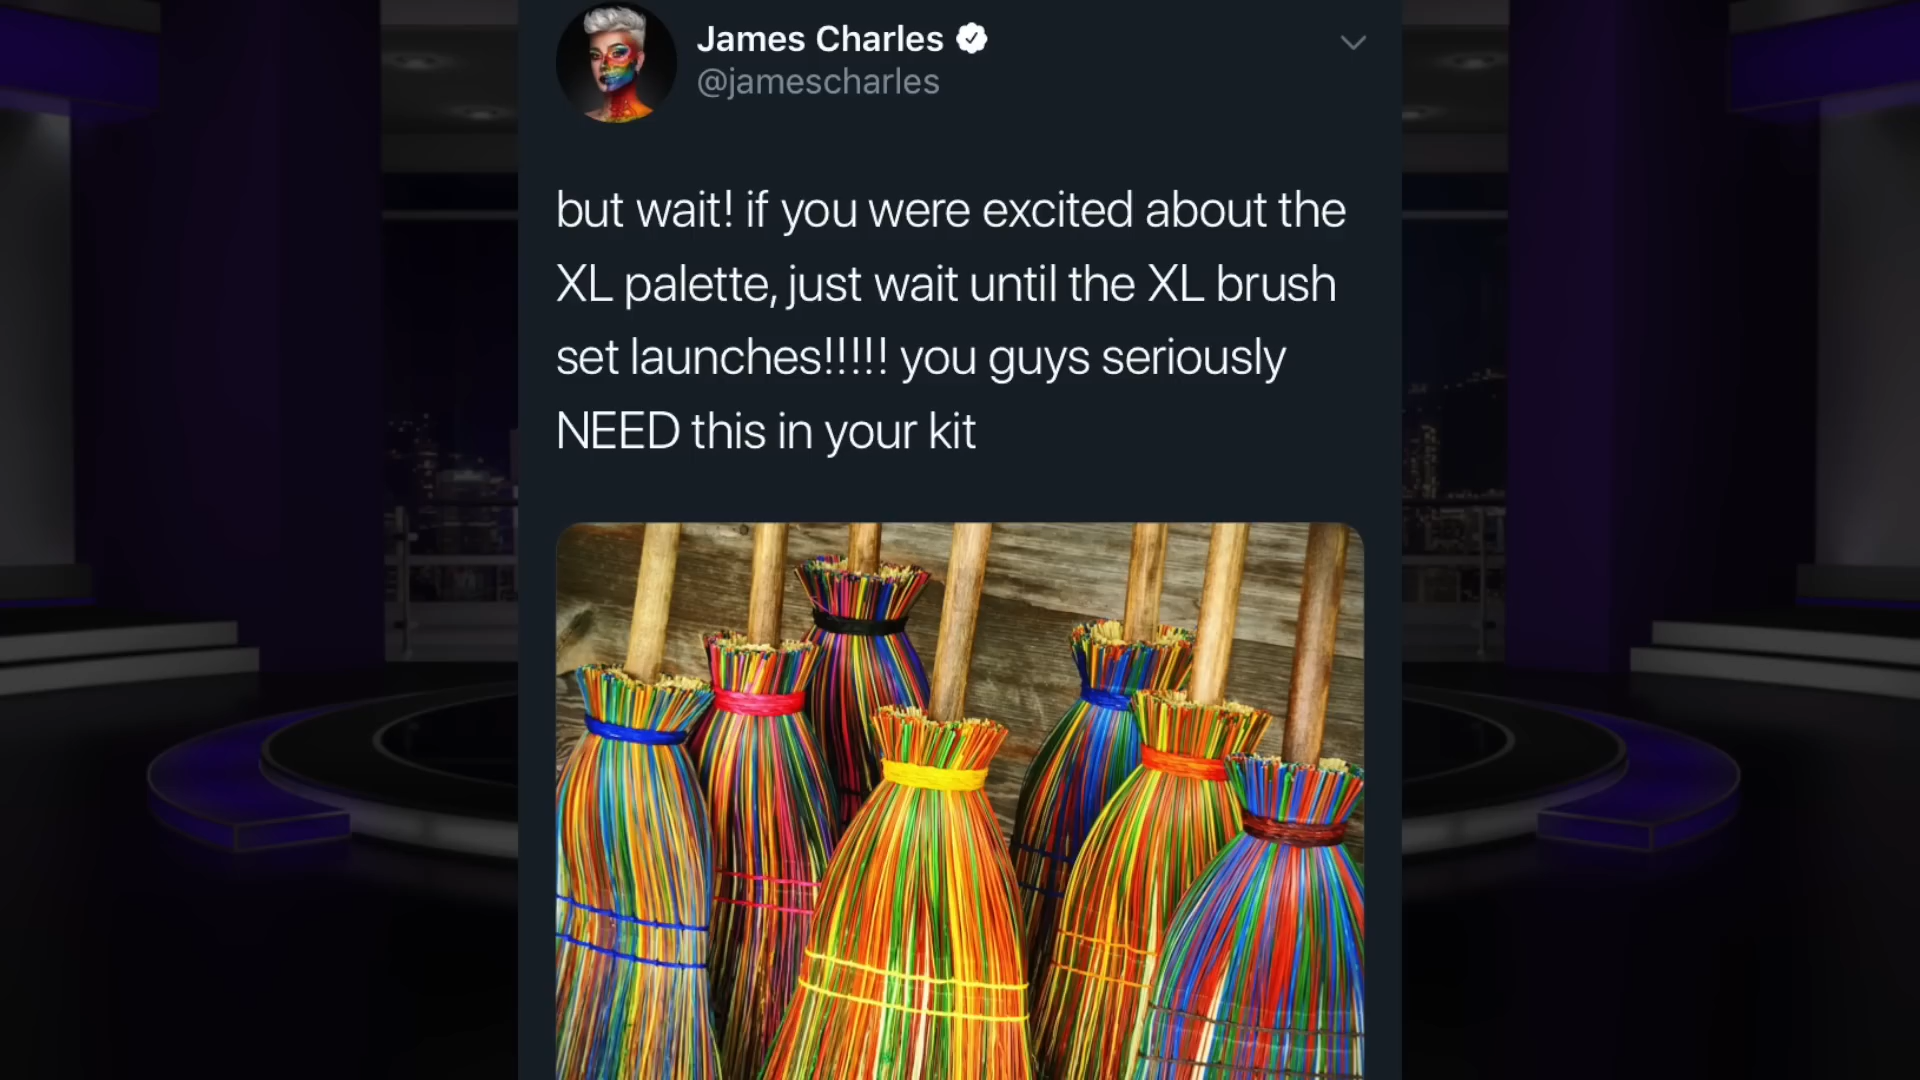 James Charles
@jamescharles
but wait! if you were excited about the
XL palette, just wait until the XL brush
set launches!!!!! you guys seriously
NEED this in your kit